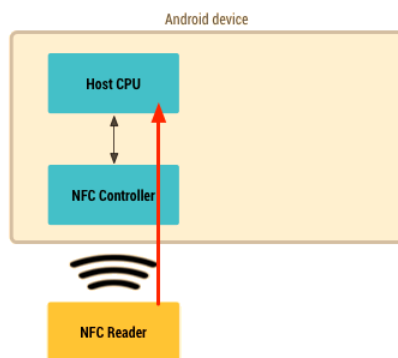 Android device
Host CPU
NFC Controller
NFC Reader